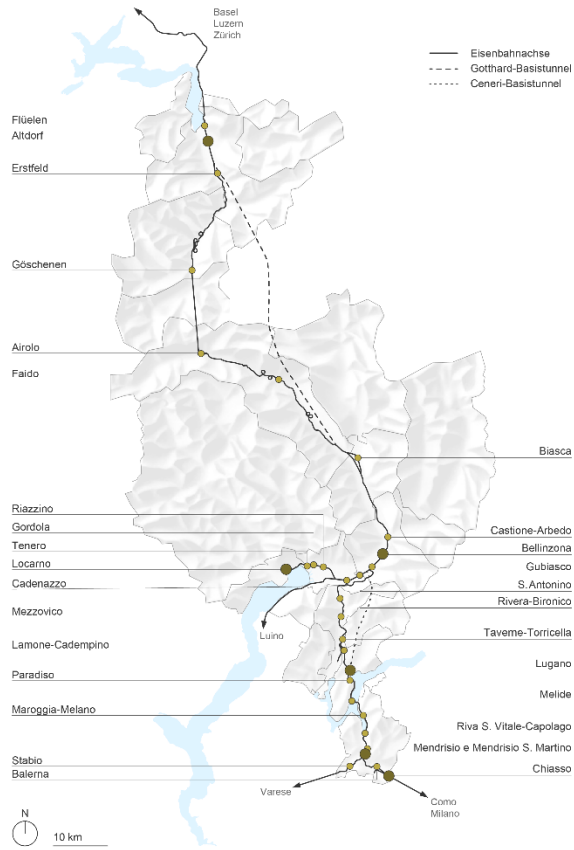 Basel
Luzern
Zürich
Eisenbahnachse
Gotthard-Basistunnel
Ceneri-Basistunnel
Flüelen
Altdorf
Erstfeld
Göschenen
Airolo
Faido
Biasca
Riazzino
Gordola
Tenero
Locarno
Cadenazzo
Castione-Arbedo
Bellinzona
Gubiasco
S. Antonino
Rivera-Bironico
Mezzovico
Luino
Taverne-Torricella
Lamone-Cadempino
Lugano
Paradiso
Melide
Maroggia-Melano
Riva S. Vitale-Capolago
Mendrisio e Mendrisio S. Martino
Stabio
Balerna
Chiasso
Varese
Como
Milano
N
10 km